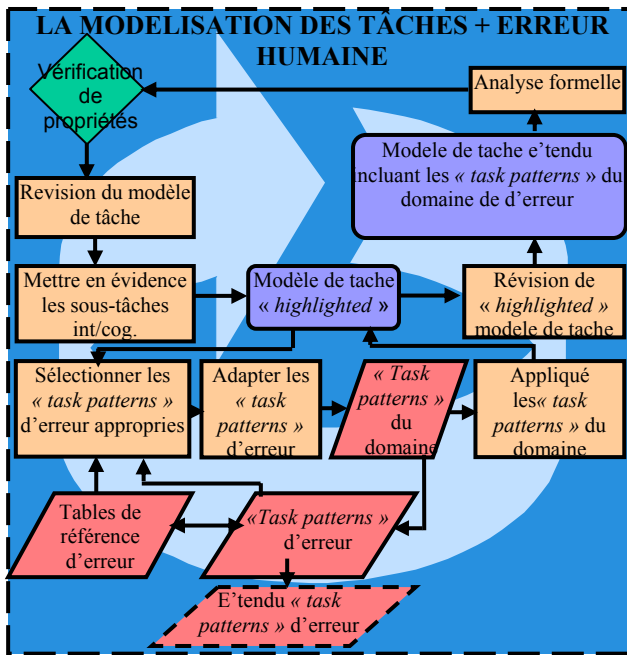 LA MODELISATION DES TÂCHES + ERREUR
HUMAINE
Vérification
de
propriétés
Analyse formelle
Modele de tache e'tendu
incluant les « task patterns » du
domaine de d'erreur
Revision du modèle
de tâche
Mettre en évidence
les sous-tâches
int/cog.
Modèle de tache
« highlighted »
Révision de
« highlighted »
modele de tache
Sélectionner les
« task patterns »
d'erreur appropries
Adapter les
« task
patterns »
d'erreur
« Task
patterns »
du
domaine
Appliqué
les« task
patterns » du
domaine
Tables de
référence
d'erreur
«Task patterns »
d'erreur
E'tendu « task
patterns » d'erreur